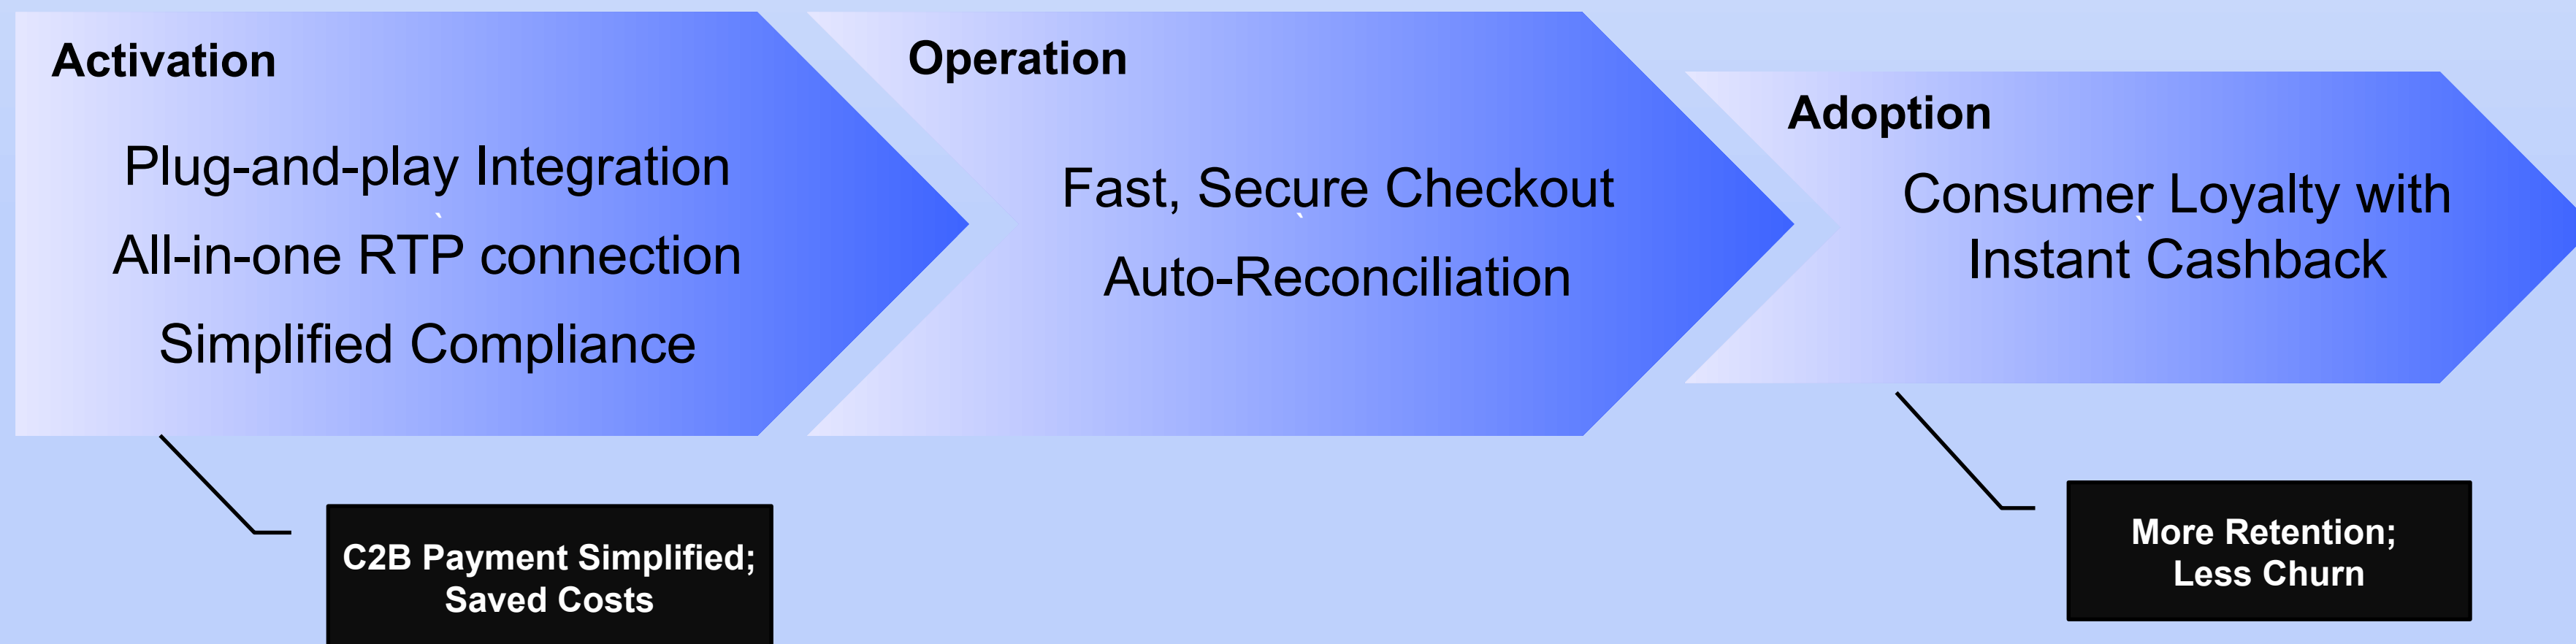 Activation
Plug-and-play Integration
`
All-in-one RTP connection
Simplified Compliance
Operation
Fast, Secure Checkout
`
Auto-Reconciliation
Adoption
Consumer Loyalty with
`
Instant Cashback
C2B Payment Simplified;
Saved Costs
More Retention;
Less Churn